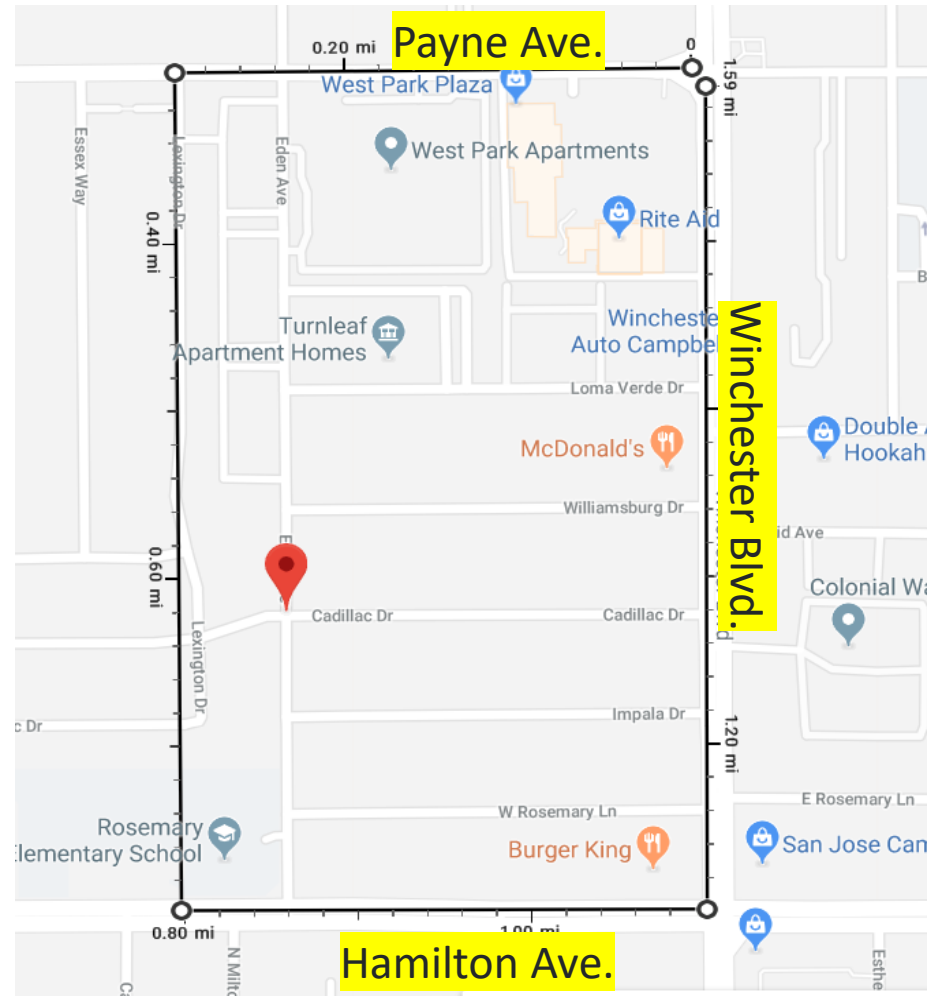 Payne Ave.
0.20 mi
0
1.59 mi
West Park Plaza
West Park Apartments
Essex Way
Lexington Dr
Eden Ave
Rite Aid
0.40 mi
Turnleaf
Apartment Homes
Winchester Blvd.
Auto
Loma Verde Dr
McDonald's
Double
Hookah
Williamsburg Dr
Ave
0.60 mi
Cadillac Dr
Cadillac Dr
Colonial
Lexington Dr
Dr
Impala Dr
1.20 mi
W Rosemary Ln
E Rosemary Ln
Rosemary
Elementary School
Burger King
San Jose
0.80 mi
1.00 mi
Hamilton Ave.
N